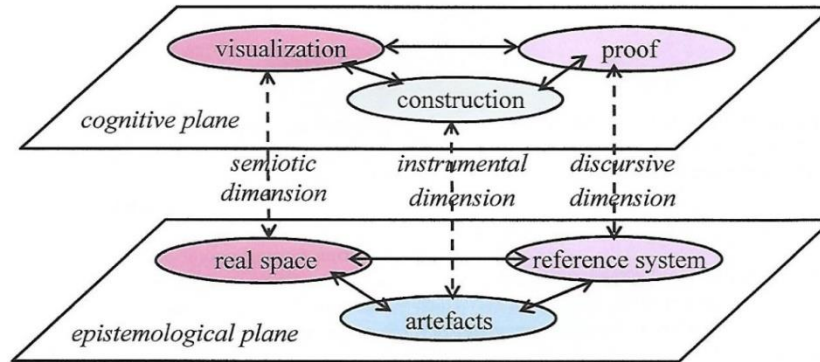 visualization
proof
construction
cognitive plane
semiotic
dimension
instrumental
dimension
discursive
dimension
real space
reference system
artefacts
epistemological plane